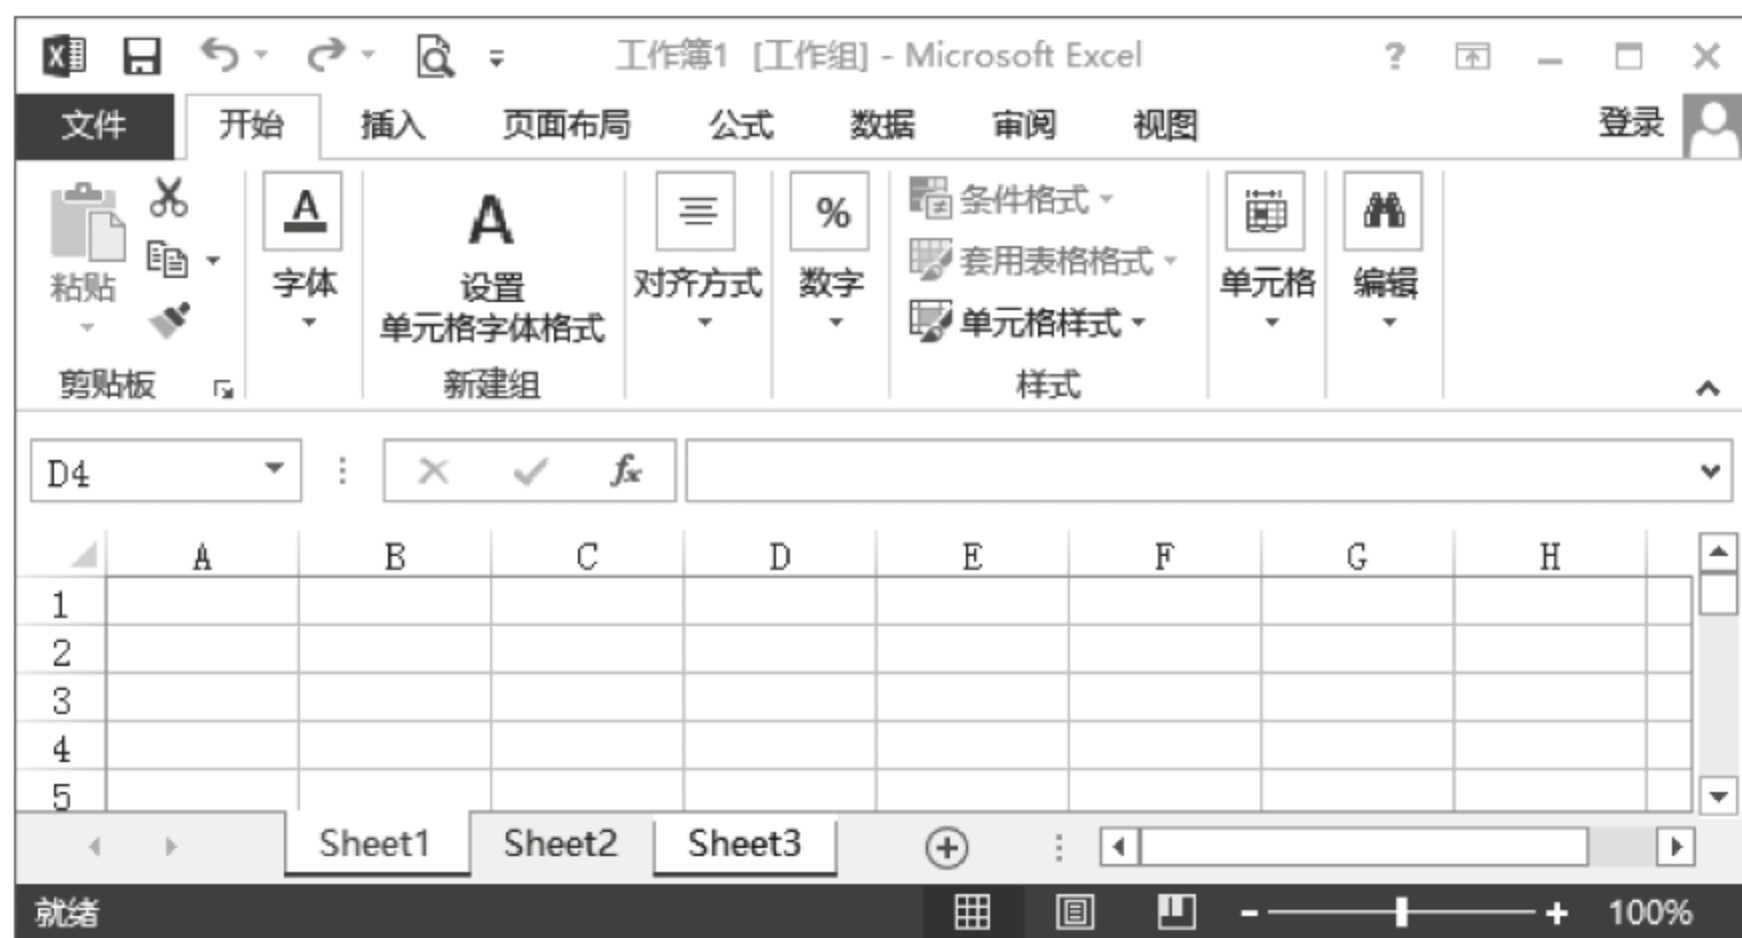 工作簿1 [工作组] - Microsoft Excel ?
文件 开始 插入 页面布局 公式 数据 审阅 视图 登录
粘贴
剪贴板
A
字体
A
设置
单元格字体格式
新建组
对齐方式
%
数字
条件格式
套用表格格式
单元格样式
样式
单元格
编辑
D4 fx
A B C D E F G H
1
2
3
4
5
Sheet1 Sheet2 Sheet3
就绪 - + 100%